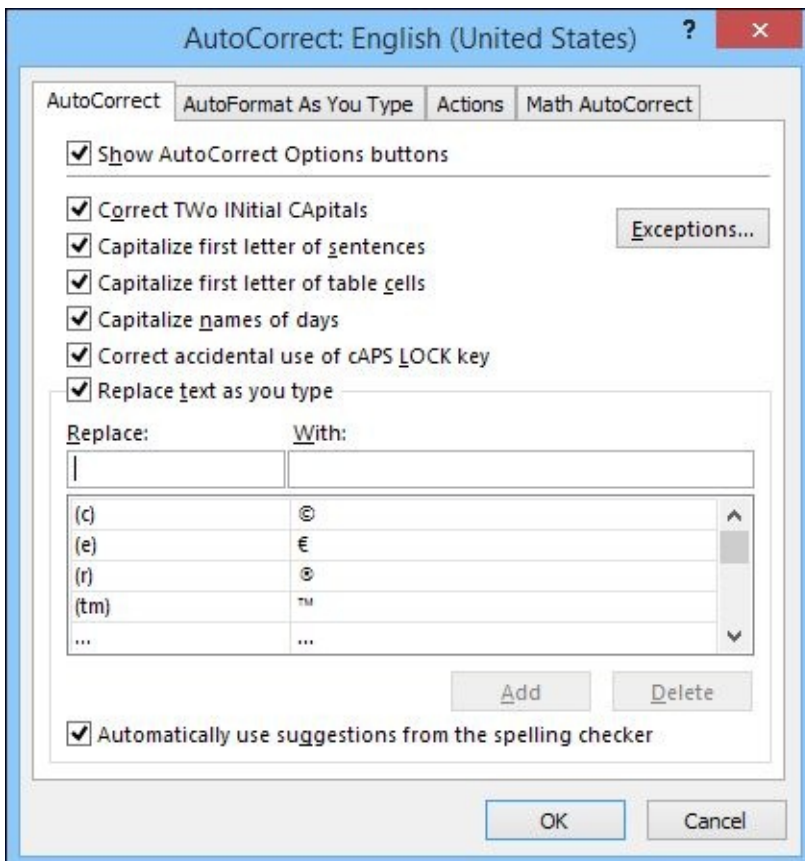 AutoCorrect: English (United States) ? ×
AutoCorrect AutoFormat As You Type Actions Math AutoCorrect
Show AutoCorrect Options buttons
Correct TWo INitial CApitals
Exceptions...
Capitalize first letter of sentences
Capitalize first letter of table cells
Capitalize names of days
Correct accidental use of cAPS LOCK key
Replace text as you type
Replace: With:
(c) ©
(e) €
(r) ®
(tm) ™
... …
Add Delete
Automatically use suggestions from the spelling checker
OK Cancel